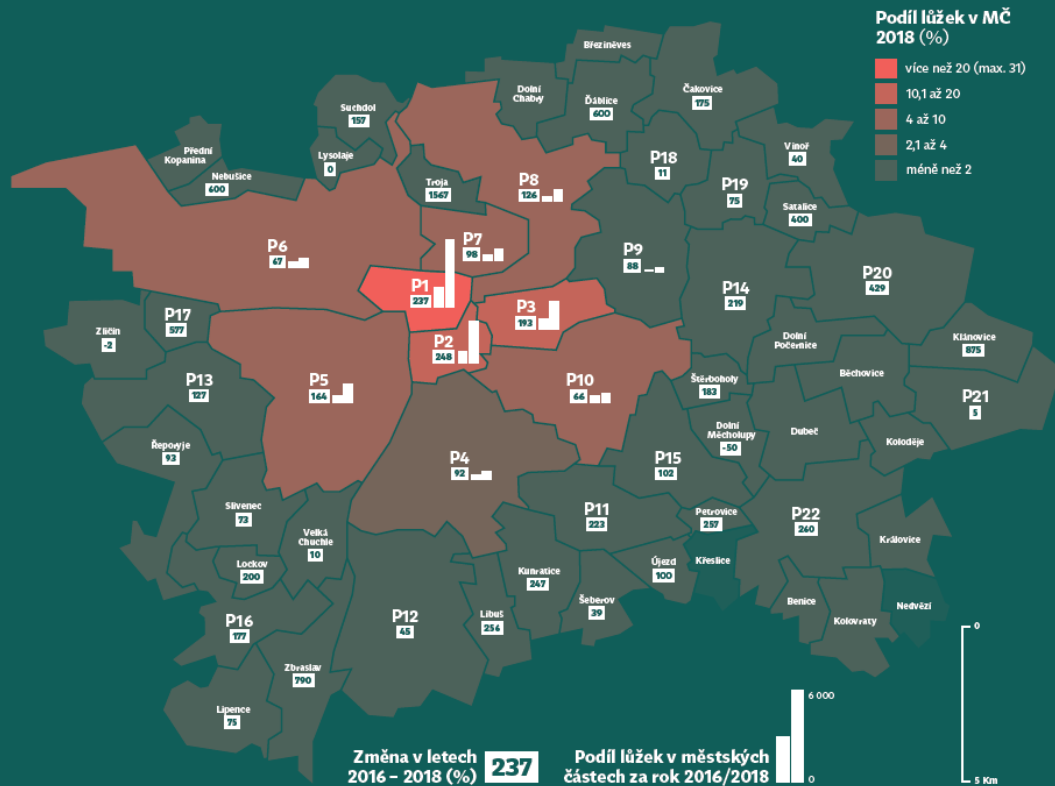 Podíl lůžek v MČ
2018 (%)
více než 20 (max. 31)
10,1 až 20
4 až 10
2,1 až 4
méně než 2
Březiněves
Dolní
Chabry
Ďáblice
600
Čakovice
175
Suchdol
157
Přední
Kopanina
Nebušice
600
Lysolaje
0
Troja
1567
P8
126
P18
11
P19
75
Vinoř
40
Satalice
400
P6
67
P7
98
P9
88
P14
219
P20
429
P1
237
P3
193
P2
248
P17
577
Zličín
-2
P13
127
P5
164
P10
66
Štěrboholy
183
Dolní
Počernice
Běchovice
Klánovice
875
P21
5
Řeporyje
93
P4
92
P15
102
Dolní
Měcholupy
-50
Dubeč
Koloděje
Slivenec
73
Velká
Chuchle
10
Lockov
200
P11
223
Petrovice
257
P22
260
Královice
Kunratice
247
Šeberov
39
Újezd
100
Křeslice
Benice
Kolovraty
Nedvězí
P16
177
P12
45
Libuš
254
Zbraslav
790
Lipence
75
Změna v letech
2016 – 2018 (%)
237
Podíl lůžek v městských
částech za rok 2016/2018
6 000
0
0
5 Km